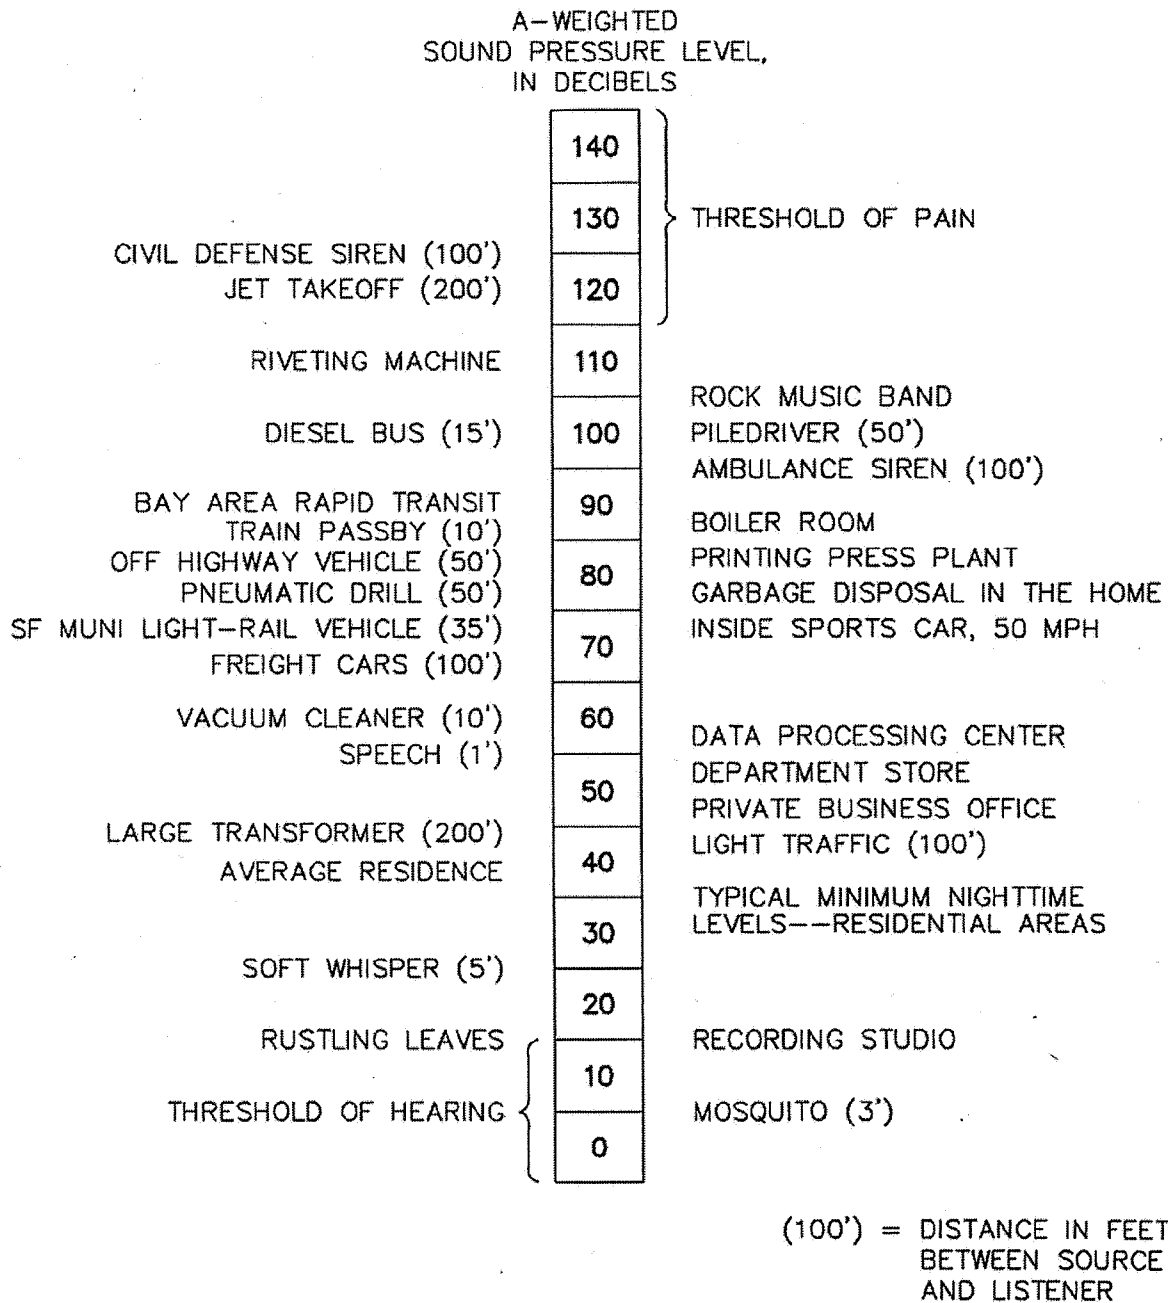 A-WEIGHTED
SOUND PRESSURE LEVEL,
IN DECIBELS
140
130
THRESHOLD OF PAIN
CIVIL DEFENSE SIREN (100')
JET TAKEOFF (200')
120
RIVETING MACHINE
110
ROCK MUSIC BAND
DIESEL BUS (15')
100
PILEDRIVER (50')
AMBULANCE SIREN (100')
BAY AREA RAPID TRANSIT
TRAIN PASSBY (10')
90
BOILER ROOM
OFF HIGHWAY VEHICLE (50')
PRINTING PRESS PLANT
80
PNEUMATIC DRILL (50')
GARBAGE DISPOSAL IN THE HOME
SF MUNI LIGHT-RAIL VEHICLE (35')
INSIDE SPORTS CAR, 50 MPH
70
FREIGHT CARS (100')
VACUUM CLEANER (10')
60
DATA PROCESSING CENTER
SPEECH (1')
DEPARTMENT STORE
50
PRIVATE BUSINESS OFFICE
LARGE TRANSFORMER (200')
LIGHT TRAFFIC (100')
40
AVERAGE RESIDENCE
TYPICAL MINIMUM NIGHTTIME
LEVELS--RESIDENTIAL AREAS
30
SOFT WHISPER (5')
20
RUSTLING LEAVES
RECORDING STUDIO
10
THRESHOLD OF HEARING
MOSQUITO (3')
0
(100') = DISTANCE IN FEET
BETWEEN SOURCE
AND LISTENER